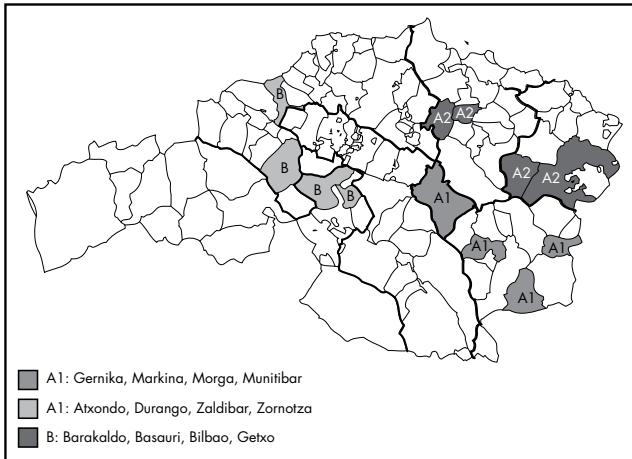 B
A2 A2
B
A2 A2
B B
A1
A1 A1
A1
A1: Gernika, Markina, Morga, Munitibar
A1: Atxondo, Durango, Zaldibar, Zornotza
B: Barakaldo, Basauri, Bilbao, Getxo